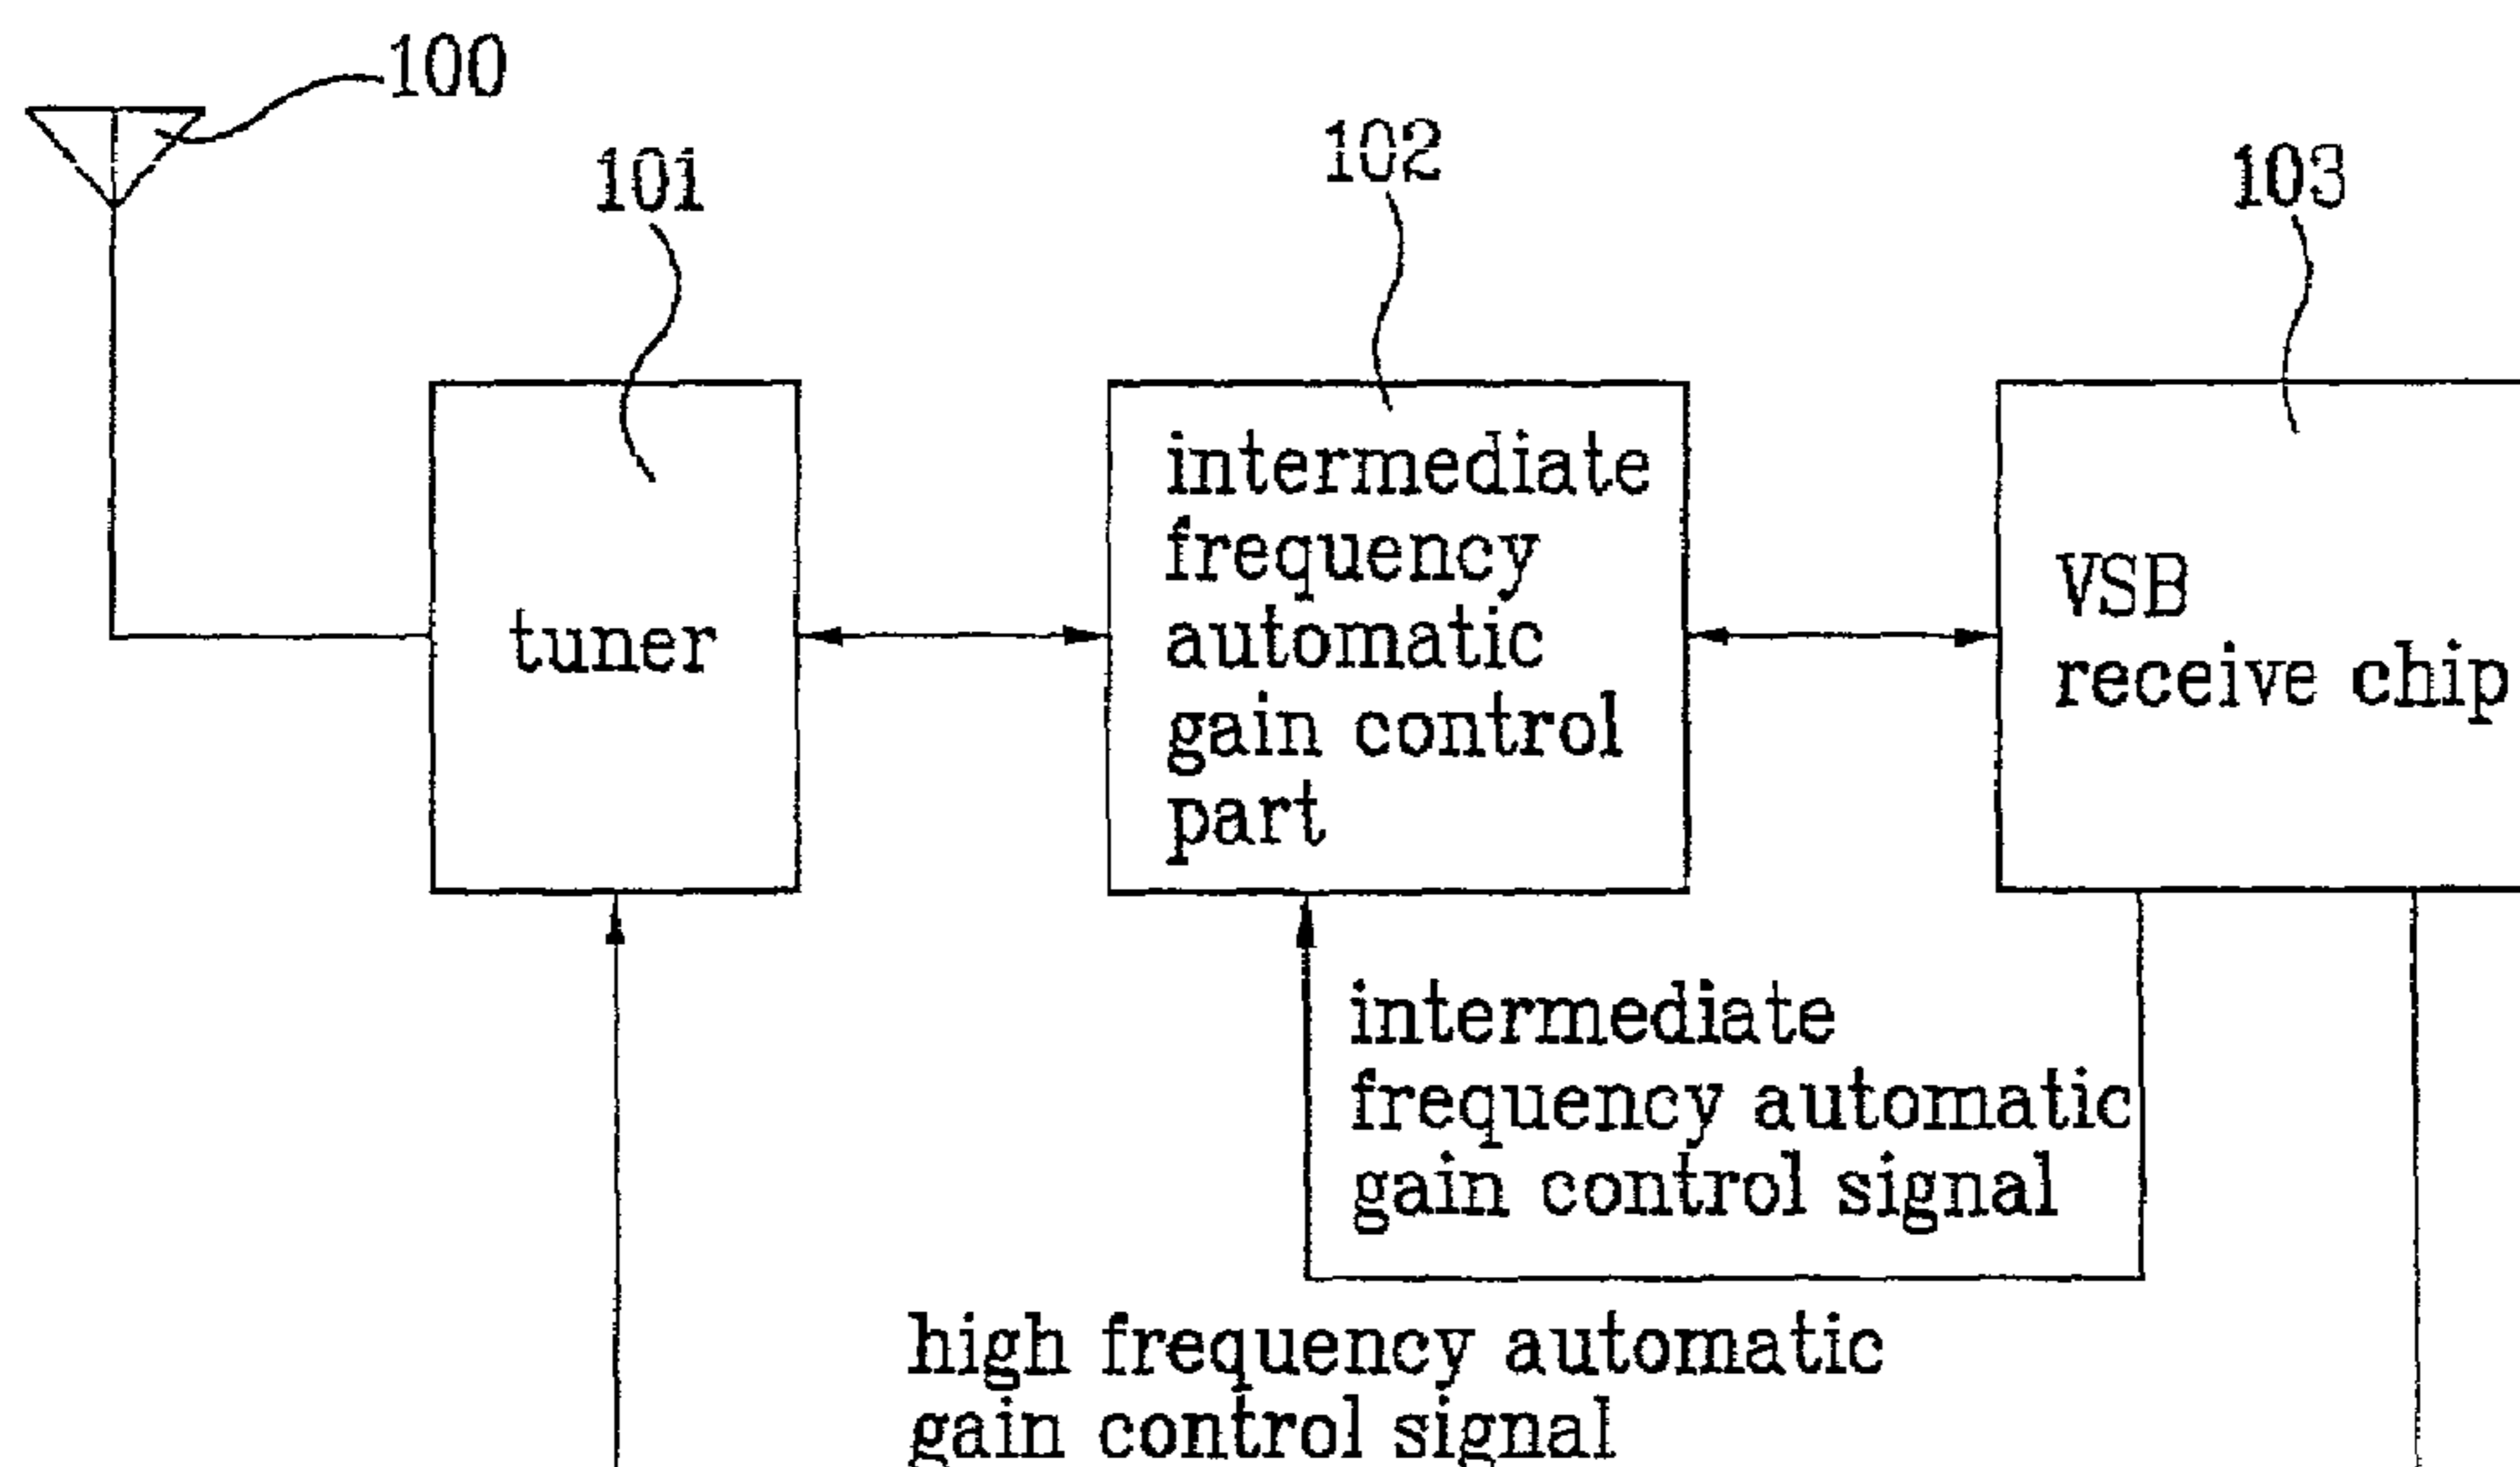 100
101
102
103
tuner
intermediate
frequency
automatic
gain control
part
VSB
receive chip
intermediate
frequency automatic
gain control signal
high frequency automatic
gain control signal